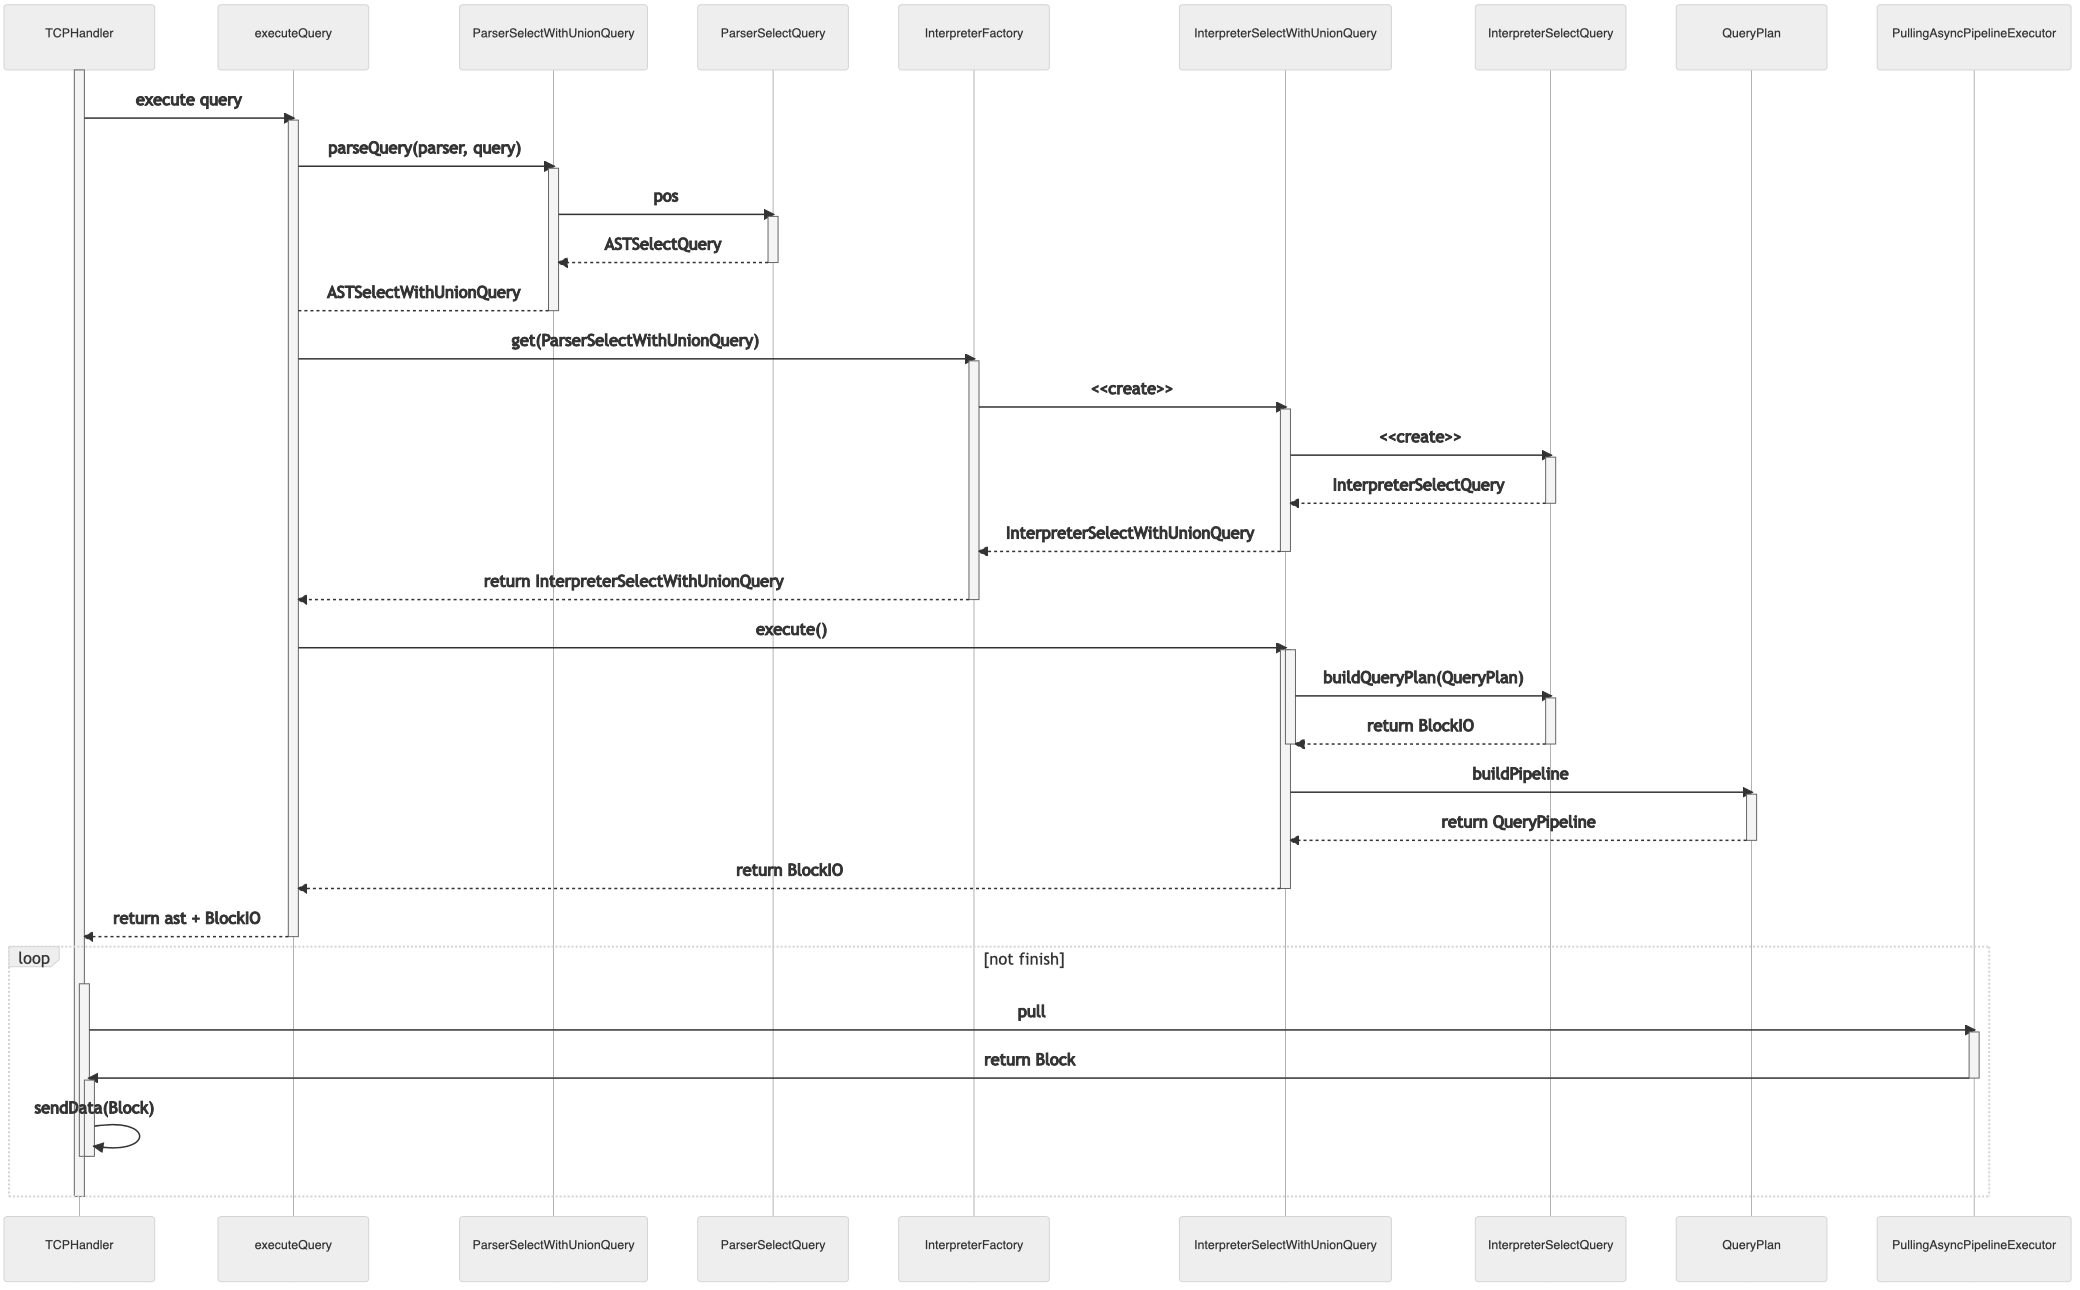 TCPHandler
executeQuery
ParserSelectWithUnionQuery
ParserSelectQuery
InterpreterFactory
InterpreterSelectWithUnionQuery
InterpreterSelectQuery
QueryPlan
PullingAsyncPipelineExecutor
execute query
parseQuery(parser, query)
pos
ASTSelectQuery
ASTSelectWithUnionQuery
get(ParserSelectWithUnionQuery)
<<create>>
<<create>>
InterpreterSelectQuery
InterpreterSelectWithUnionQuery
return InterpreterSelectWithUnionQuery
execute()
buildQueryPlan(QueryPlan)
return BlockIO
buildPipeline
return QueryPipeline
return BlockIO
return ast + BlockIO
loop
[not finish]
pull
return Block
sendData(Block)
TCPHandler
executeQuery
ParserSelectWithUnionQuery
ParserSelectQuery
InterpreterFactory
InterpreterSelectWithUnionQuery
InterpreterSelectQuery
QueryPlan
PullingAsyncPipelineExecutor